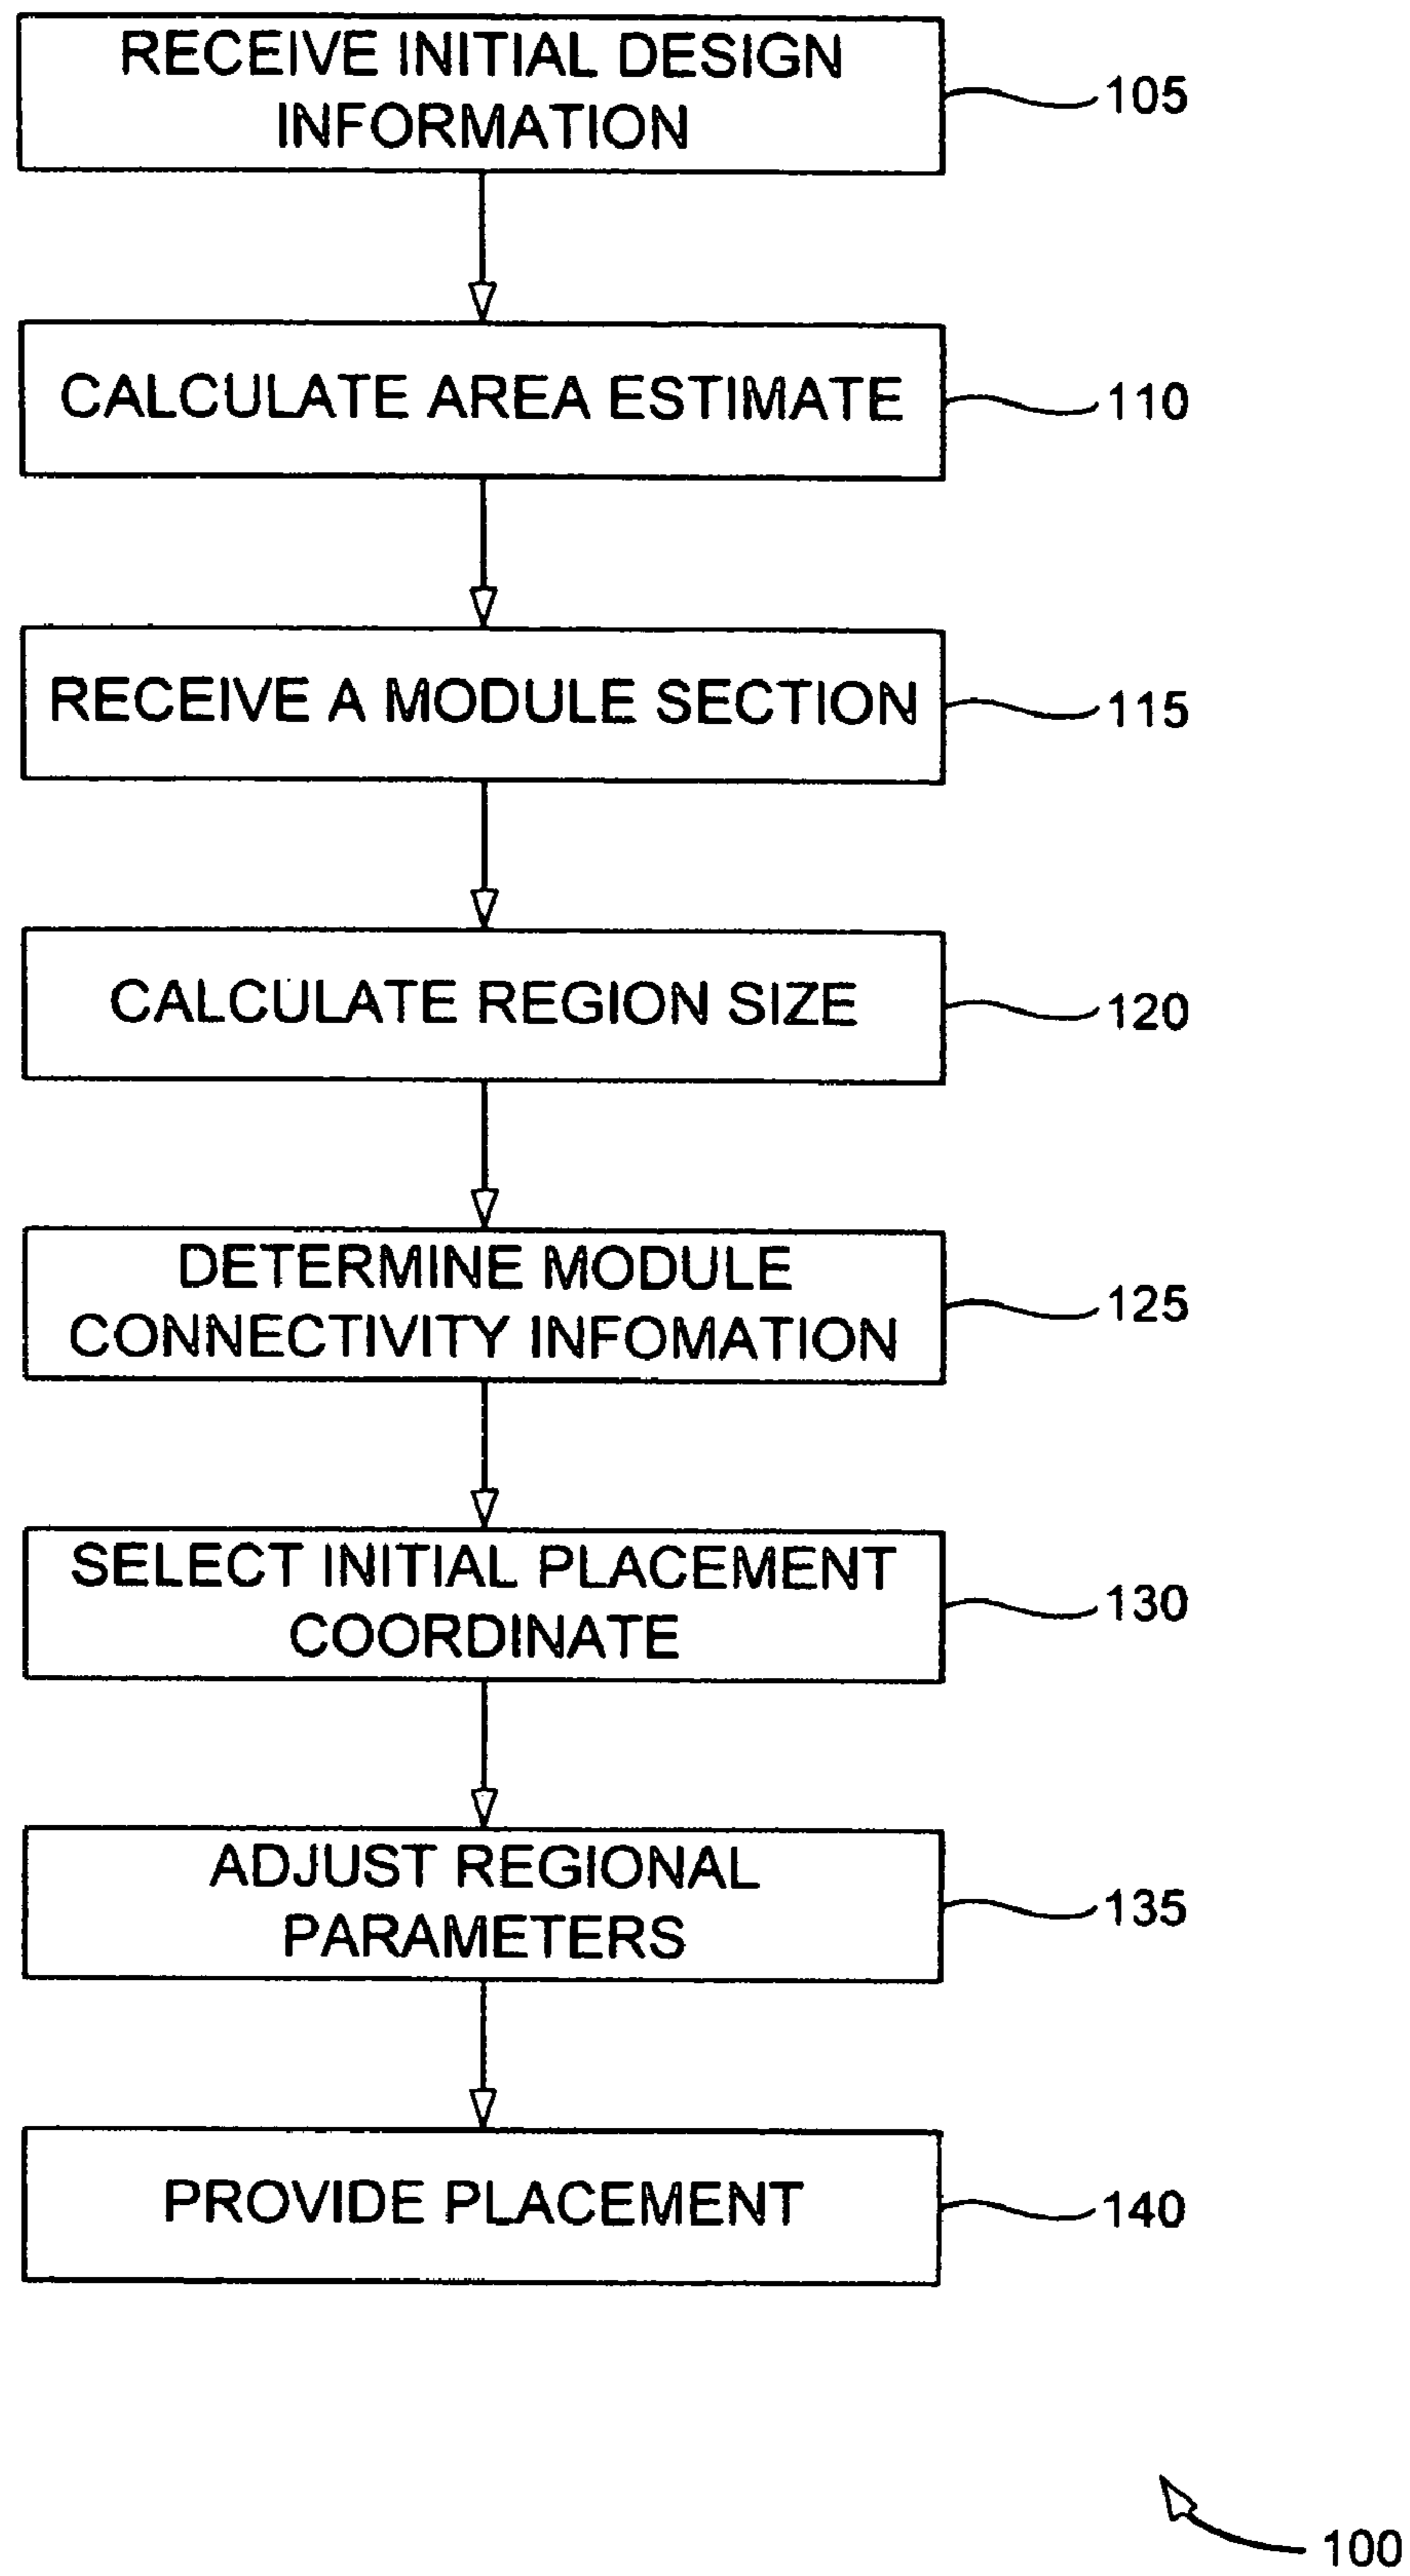 RECEIVE INITIAL DESIGN
INFORMATION
105
CALCULATE AREA ESTIMATE
110
RECEIVE A MODULE SECTION
115
CALCULATE REGION SIZE
120
DETERMINE MODULE
CONNECTIVITY INFOMATION
125
SELECT INITIAL PLACEMENT
COORDINATE
130
ADJUST REGIONAL
PARAMETERS
135
PROVIDE PLACEMENT
140
100